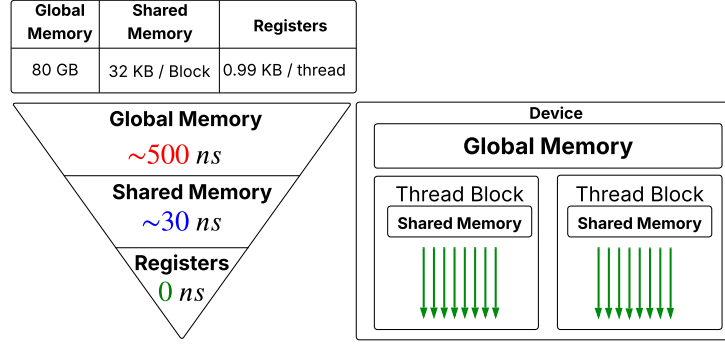 Global Memory
Shared Memory
Registers
80 GB
32 KB / Block
0.99 KB / thread
Global Memory
~500 ns
Shared Memory
~30 ns
Registers
0 ns
Device
Global Memory
Thread Block
Shared Memory
Thread Block
Shared Memory